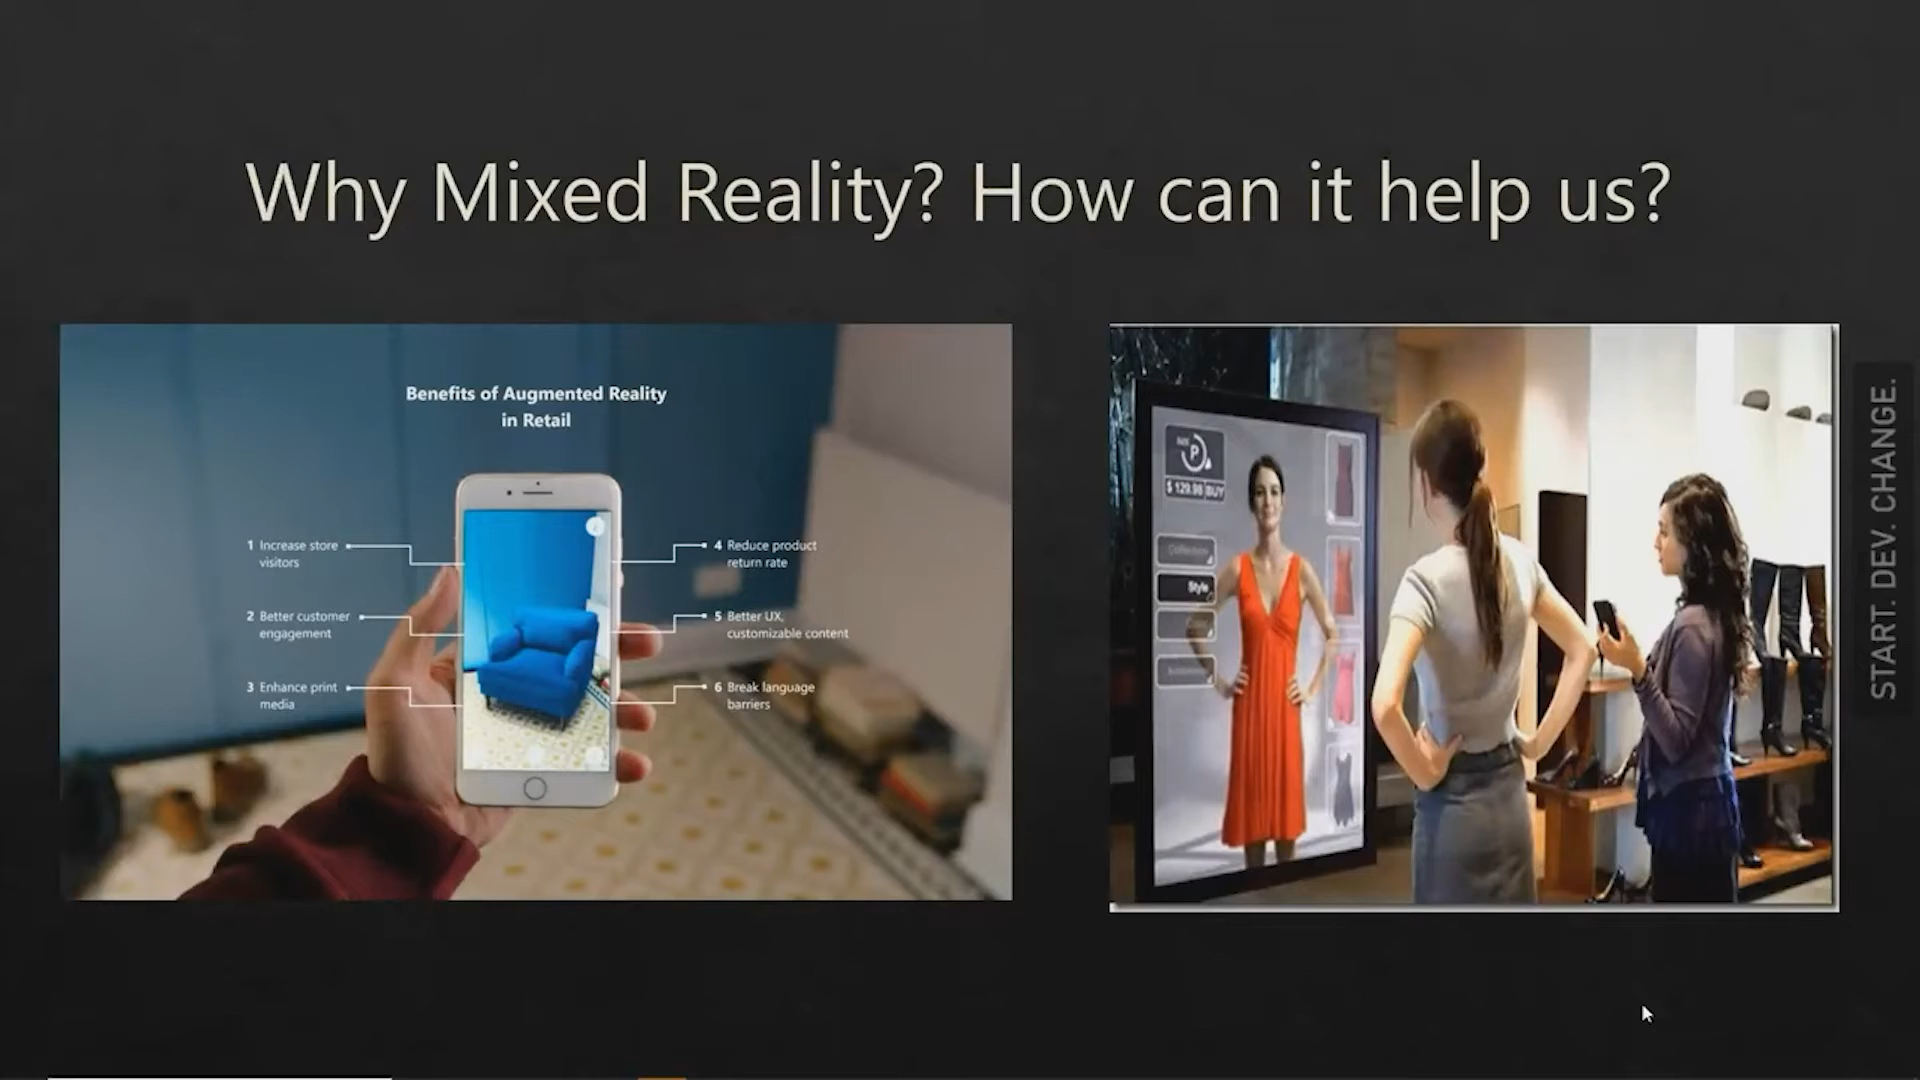 Why Mixed Reality? How can it help us?
Benefits of Augmented Reality
in Retail
1 Increase store
visitors
2 Better customer
engagement
3 Enhance print
media
4 Reduce product
return rate
5 Better UX,
customizable content
6 Break language
barriers
P
$ 129.98 BUY
Style
START. DEV. CHANGE.